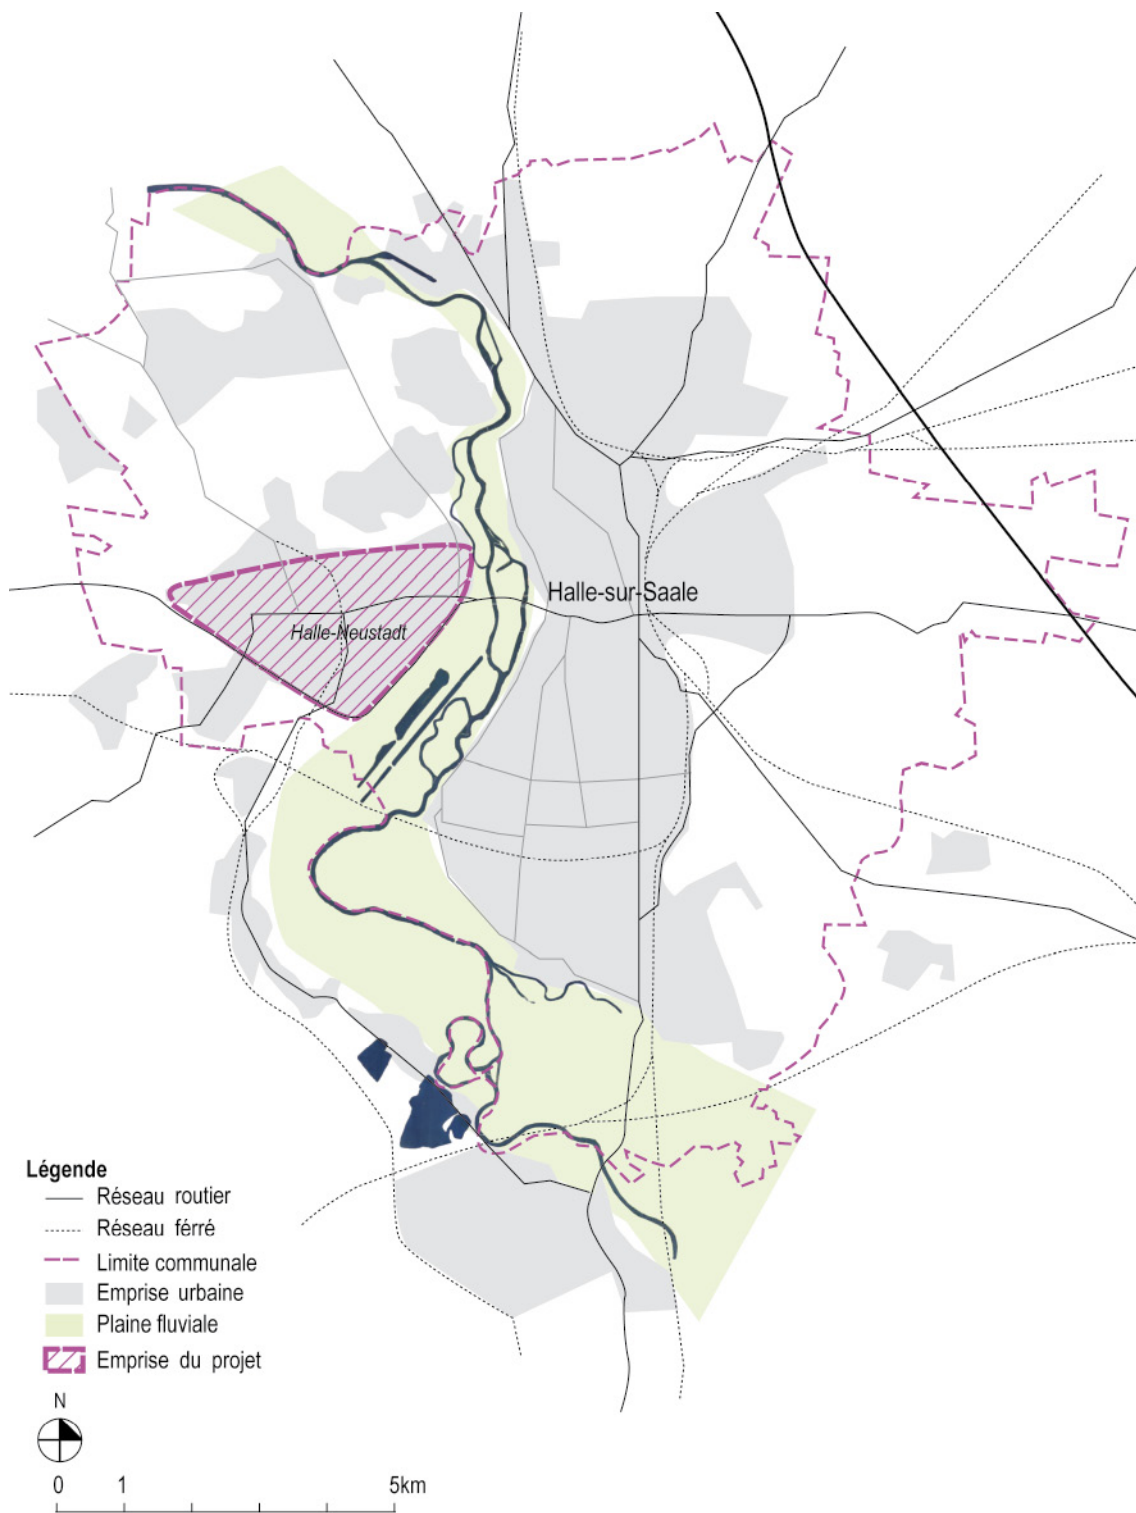 Halle-sur-Saale
Halle-Neustadt
Légende
Réseau routier
Réseau férré
Limite communale
Emprise urbaine
Plaine fluviale
Emprise du projet
N
0 1 5km